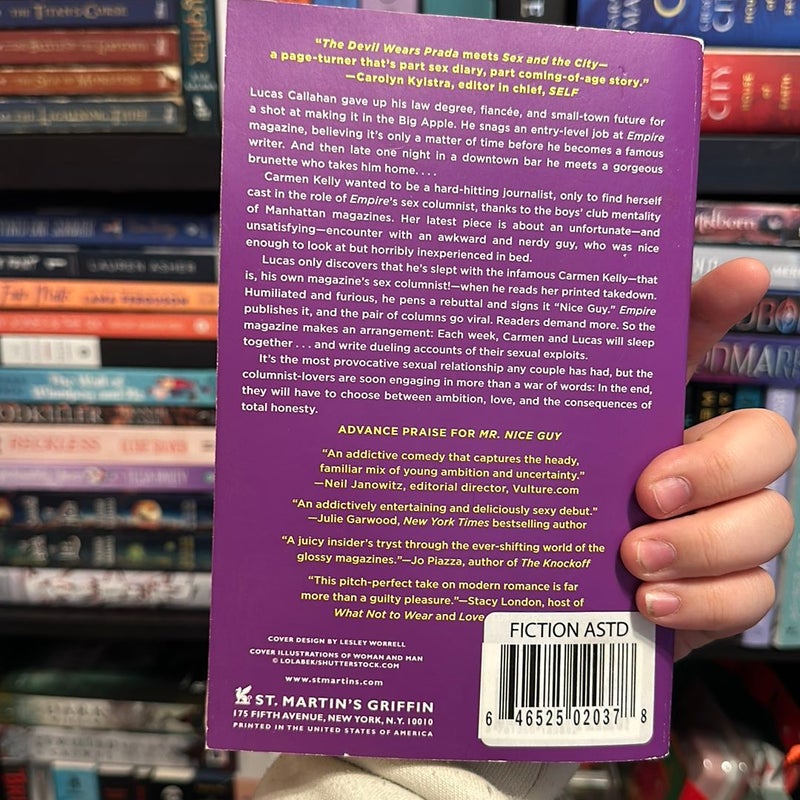 "The Devil Wears Prada meets Sex and the City—
a page-turner that's part sex diary, part coming-of-age story."
—Carolyn Kylstra, editor in chief, SELF
Lucas Callahan gave up his law degree, fiancée, and small-town future for
a shot at making it in the Big Apple. He snags an entry-level job at Empire
magazine, believing it's only a matter of time before he becomes a famous
writer. And then late one night in a downtown bar he meets a gorgeous
brunette who takes him home. . . .
Carmen Kelly wanted to be a hard-hitting journalist, only to find herself
cast in the role of Empire's sex columnist, thanks to the boys' club mentality
of Manhattan magazines. Her latest piece is about an unfortunate—and
unsatisfying—encounter with an awkward and nerdy guy, who was nice
enough to look at but horribly inexperienced in bed.
Lucas only discovers that he's slept with the infamous Carmen Kelly—that
is, his own magazine's sex columnist!—when he reads her printed takedown.
Humiliated and furious, he pens a rebuttal and signs it "Nice Guy." Empire
publishes it, and the pair of columns go viral. Readers demand more. So the
magazine makes an arrangement: Each week, Carmen and Lucas will sleep
together . . . and write dueling accounts of their sexual exploits.
It's the most provocative sexual relationship any couple has had, but the
columnist-lovers are soon engaging in more than a war of words: In the end,
they will have to choose between ambition, love, and the consequences of
total honesty.
ADVANCE PRAISE FOR MR. NICE GUY
"An addictive comedy that captures the heady,
familiar mix of young ambition and uncertainty."
—Neil Janowitz, editorial director, Vulture.com
"An addictively entertaining and deliciously sexy debut."
—Julie Garwood, New York Times bestselling author
"A juicy insider's tryst through the ever-shifting world of the
glossy magazines."—Jo Piazza, author of The Knockoff
"This pitch-perfect take on modern romance is far
more than a guilty pleasure."—Stacy London, host of
What Not to Wear and Love
COVER DESIGN BY LESLEY WORRELL
COVER ILLUSTRATIONS OF WOMAN AND MAN
© LOLABEK/SHUTTERSTOCK.COM
www.stmartins.com
ST. MARTIN'S GRIFFIN
175 FIFTH AVENUE, NEW YORK, N.Y. 10010
PRINTED IN THE UNITED STATES OF AMERICA
FICTION ASTD
6 46525 02037 8
THE TITAN'S CURSE
LAUREN ASHER
RECKLESS
CITY
HOUSE OF